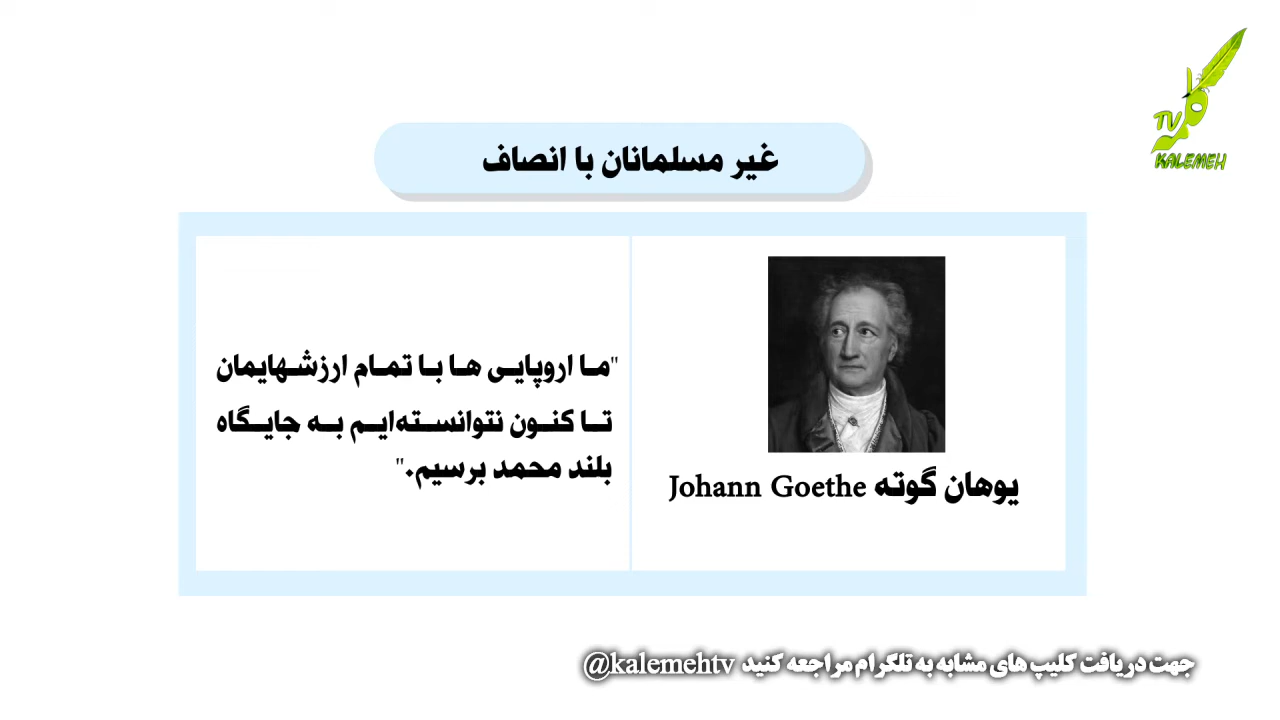 TV
KALEMEH
غیر مسلمانان با انصاف
"ما اروپایی ها با تمام ارزشهایمان
تا کنون نتوانسته‌ایم به جایگاه
بلند محمد برسیم."
یوهان گوته Johann Goethe
جهت دریافت کلیپ های مشابه به تلگرام مراجعه کنید @kalemehtv